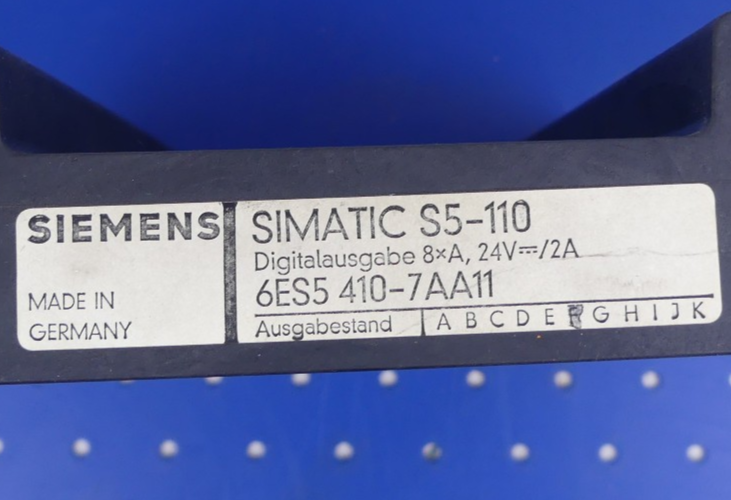 SIEMENS
MADE IN
GERMANY
SIMATIC S5-110
Digitalausgabe 8×A, 24V⎓/2A
6ES5 410-7AA11
Ausgabestand A B C D E F G H I J K